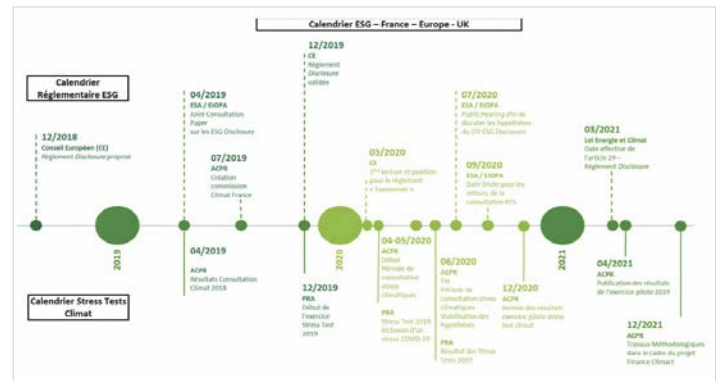 Calendrier ESG – France – Europe - UK
Calendrier
Réglementaire ESG
12/2018
Conseil Européen (CE)
Règlement Disclosure proposé
04/2019
ESA / EIOPA
Joint Consultation
Paper
sur les ESG Disclosure
07/2019
ACPR
Création
commission
Climat France
12/2019
CE
Règlement
Disclosure
validée
03/2020
CE
lecture et position
pour le règlement
« Taxonomie »
07/2020
ESA / EIOPA
Public Hearing afin de
discuter les hypothèses
du ESG Disclosure
09/2020
ESA / EIOPA
Date limite pour les
retours de la
consultation RTS
03/2021
Loi Energie et Climat
Date effective de
l'article 29 –
Règlement Disclosure
2019
2020
2021
Calendrier Stress Tests
Climat
04/2019
ACPR
Résultats Consultation
Climat 2018
12/2019
PRA
Début de
l'exercice
Stress Test
2019
04-05/2020
ACPR
Début
Période de
consultation
stress
climatiques
PRA
Stress Test 2019
Inclusion d'un
stress COVID-19
06/2020
ACPR
Fin
Période de
consultation stress
climatiques
Stabilisation des
hypothèses
PRA
Résultat des Stress
Tests 2019
12/2020
ACPR
Remise des résultats
exercice pilote stress
test climat
04/2021
ACPR
Publication des résultats
de l'exercice pilote 2019
12/2021
ACPR
Travaux Méthodologiques
dans le cadre du projet
Finance Climact